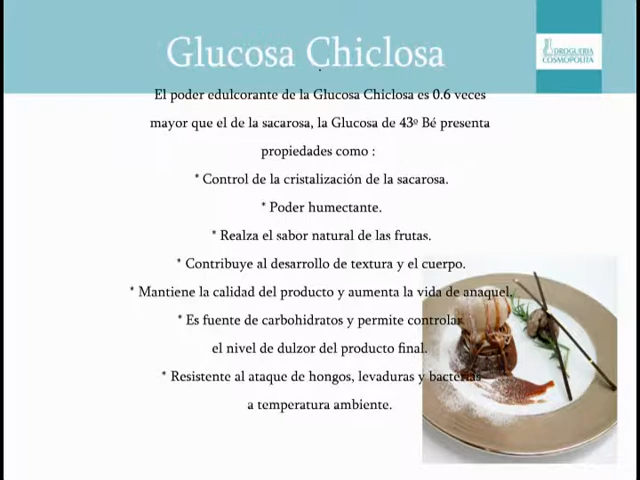 Glucosa Chiclosa
DROGUERIA
COSMOPOLITA
El poder edulcorante de la Glucosa Chiclosa es 0.6 veces
mayor que el de la sacarosa, la Glucosa de 43º Bé presenta
propiedades como :
* Control de la cristalización de la sacarosa.
* Poder humectante.
* Realza el sabor natural de las frutas.
* Contribuye al desarrollo de textura y el cuerpo.
* Mantiene la calidad del producto y aumenta la vida de anaquel.
* Es fuente de carbohidratos y permite controlar
el nivel de dulzor del producto final.
* Resistente al ataque de hongos, levaduras y bacterias
a temperatura ambiente.